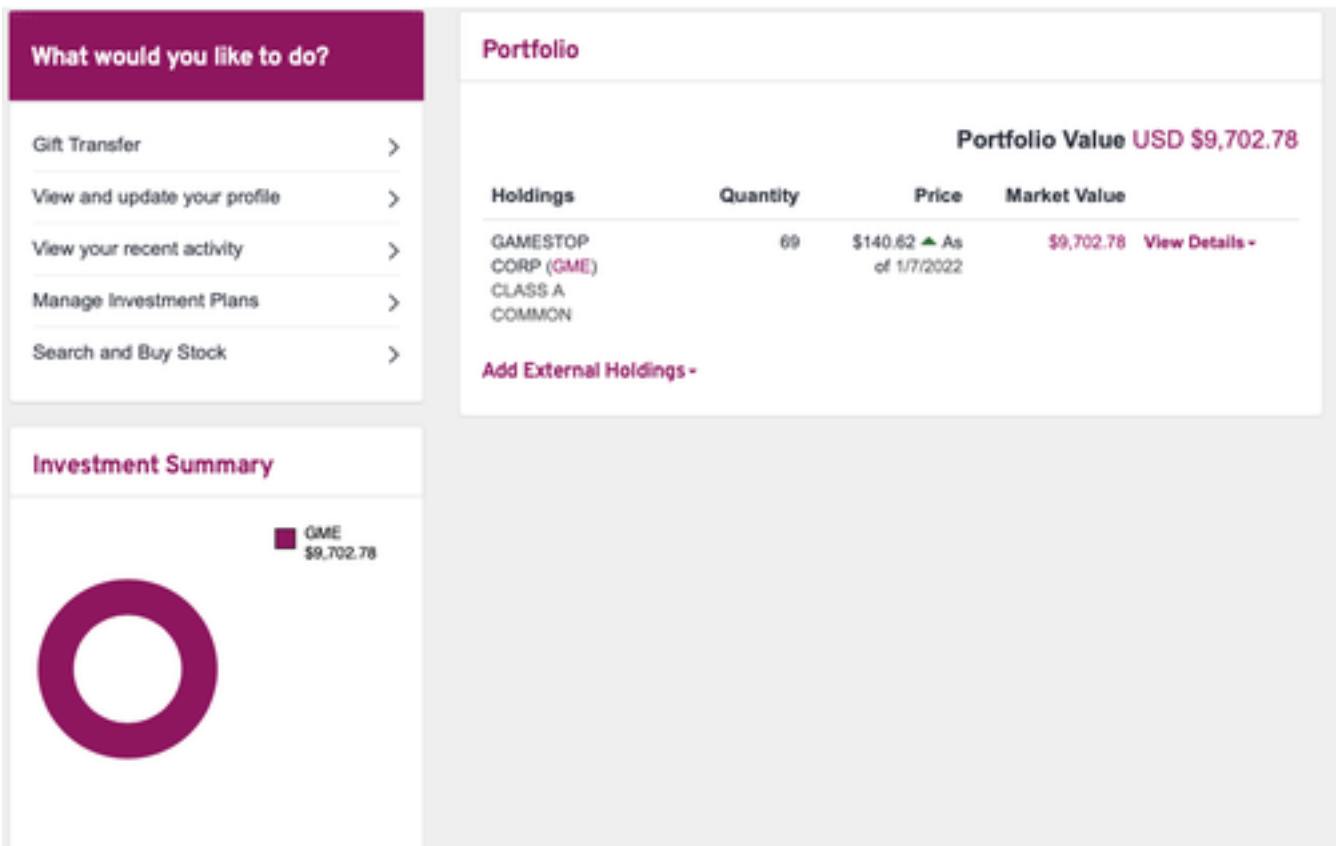 What would you like to do?
Gift Transfer
View and update your profile
View your recent activity
Manage Investment Plans
Search and Buy Stock
Portfolio
Portfolio Value USD $9,702.78
Holdings Quantity Price Market Value
GAMESTOP 69 $140.62 ▲ As $9,702.78 View Details
CORP (GME) of 1/7/2022
CLASS A
COMMON
Add External Holdings
Investment Summary
GME
$9,702.78